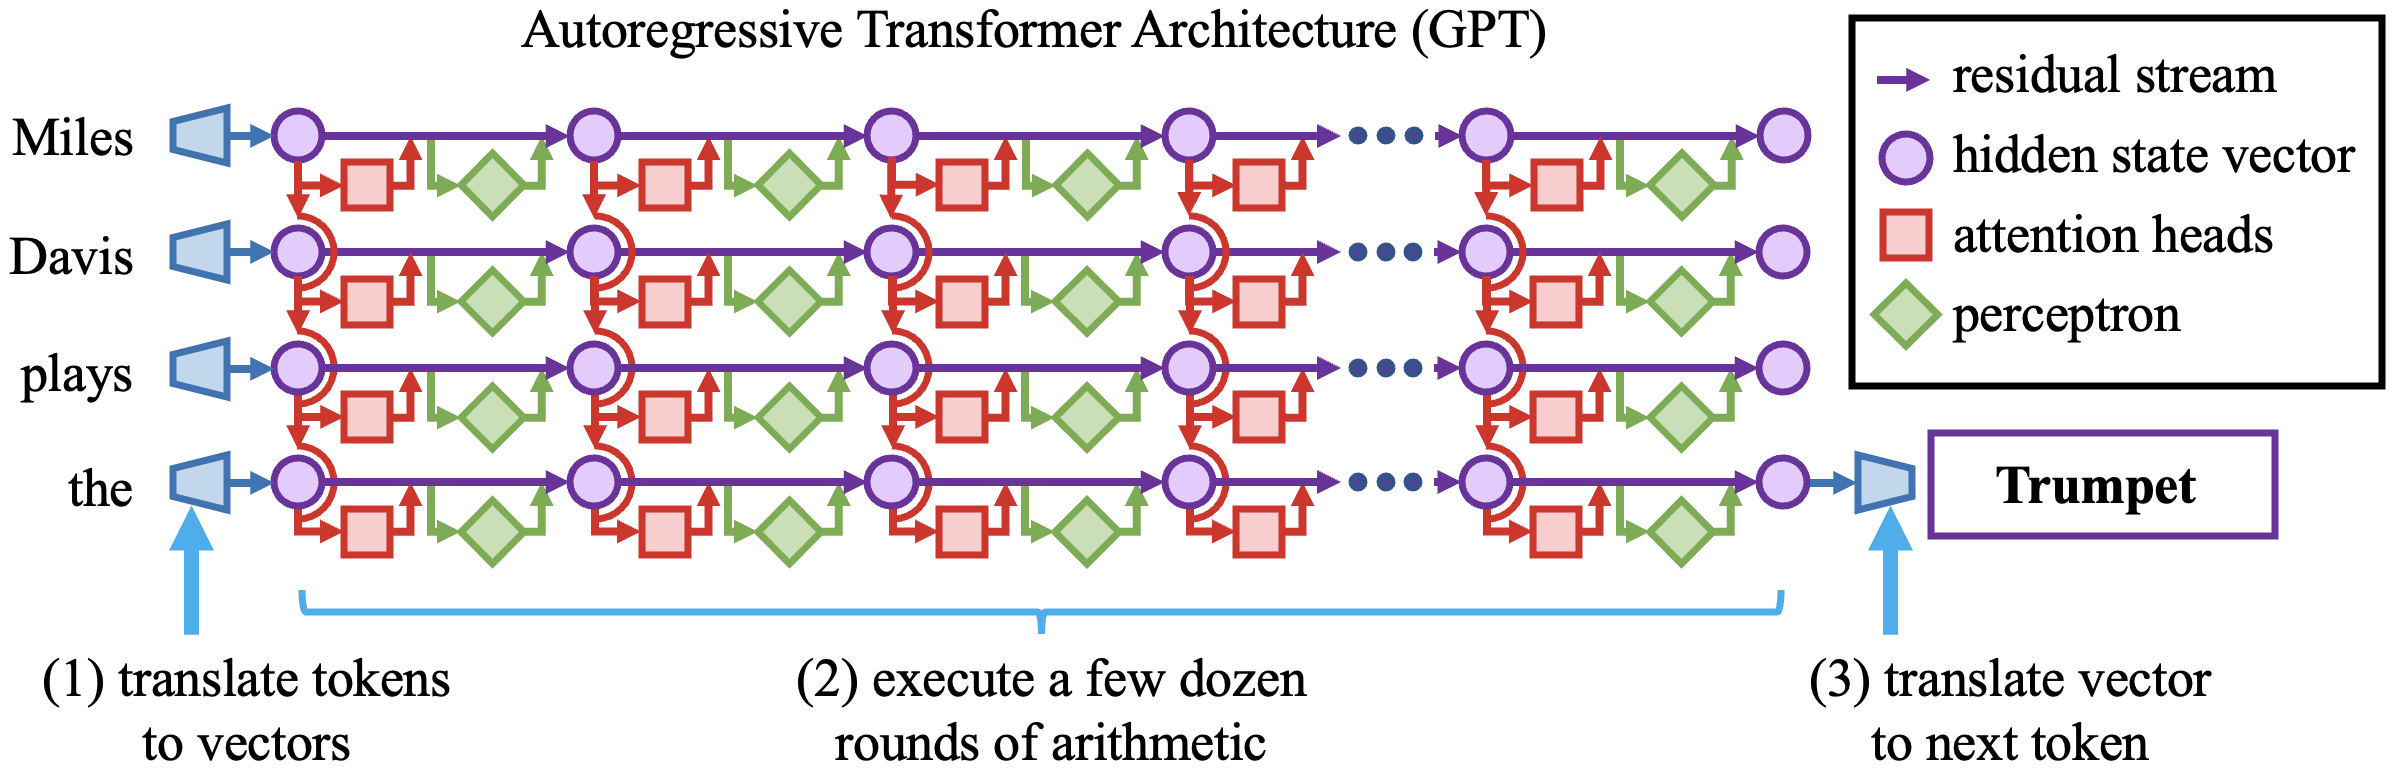 Autoregressive Transformer Architecture (GPT)
residual stream
hidden state vector
attention heads
perceptron
Miles
Davis
plays
the
Trumpet
(1) translate tokens
to vectors
(2) execute a few dozen
rounds of arithmetic
(3) translate vector
to next token